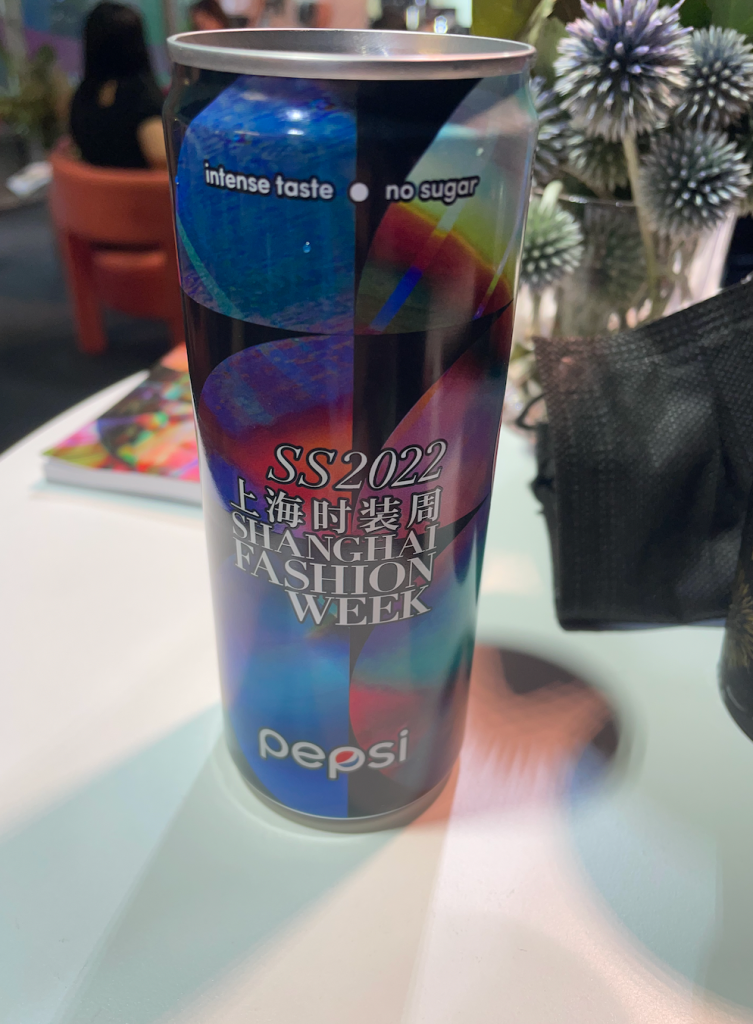 intense taste ● no sugar
SS2022
上海时装周
SHANGHAI
FASHION
WEEK
pepsi